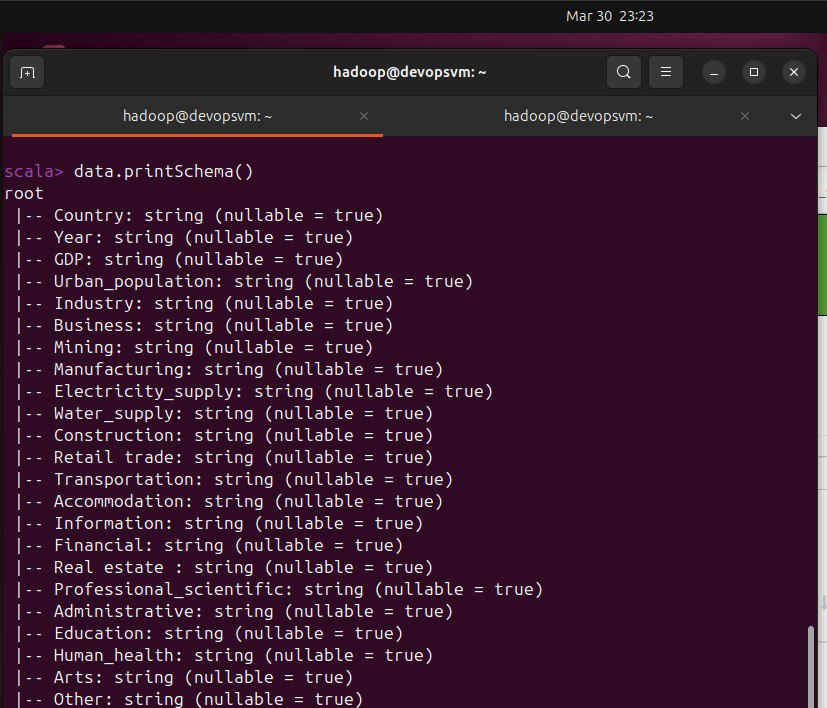 Mar 30 23:23
hadoop@devopsvm: ~
hadoop@devopsvm: ~
hadoop@devopsvm: ~
scala> data.printSchema()
root
 |-- Country: string (nullable = true)
 |-- Year: string (nullable = true)
 |-- GDP: string (nullable = true)
 |-- Urban_population: string (nullable = true)
 |-- Industry: string (nullable = true)
 |-- Business: string (nullable = true)
 |-- Mining: string (nullable = true)
 |-- Manufacturing: string (nullable = true)
 |-- Electricity_supply: string (nullable = true)
 |-- Water_supply: string (nullable = true)
 |-- Construction: string (nullable = true)
 |-- Retail trade: string (nullable = true)
 |-- Transportation: string (nullable = true)
 |-- Accommodation: string (nullable = true)
 |-- Information: string (nullable = true)
 |-- Financial: string (nullable = true)
 |-- Real estate : string (nullable = true)
 |-- Professional_scientific: string (nullable = true)
 |-- Administrative: string (nullable = true)
 |-- Education: string (nullable = true)
 |-- Human_health: string (nullable = true)
 |-- Arts: string (nullable = true)
 |-- Other: string (nullable = true)